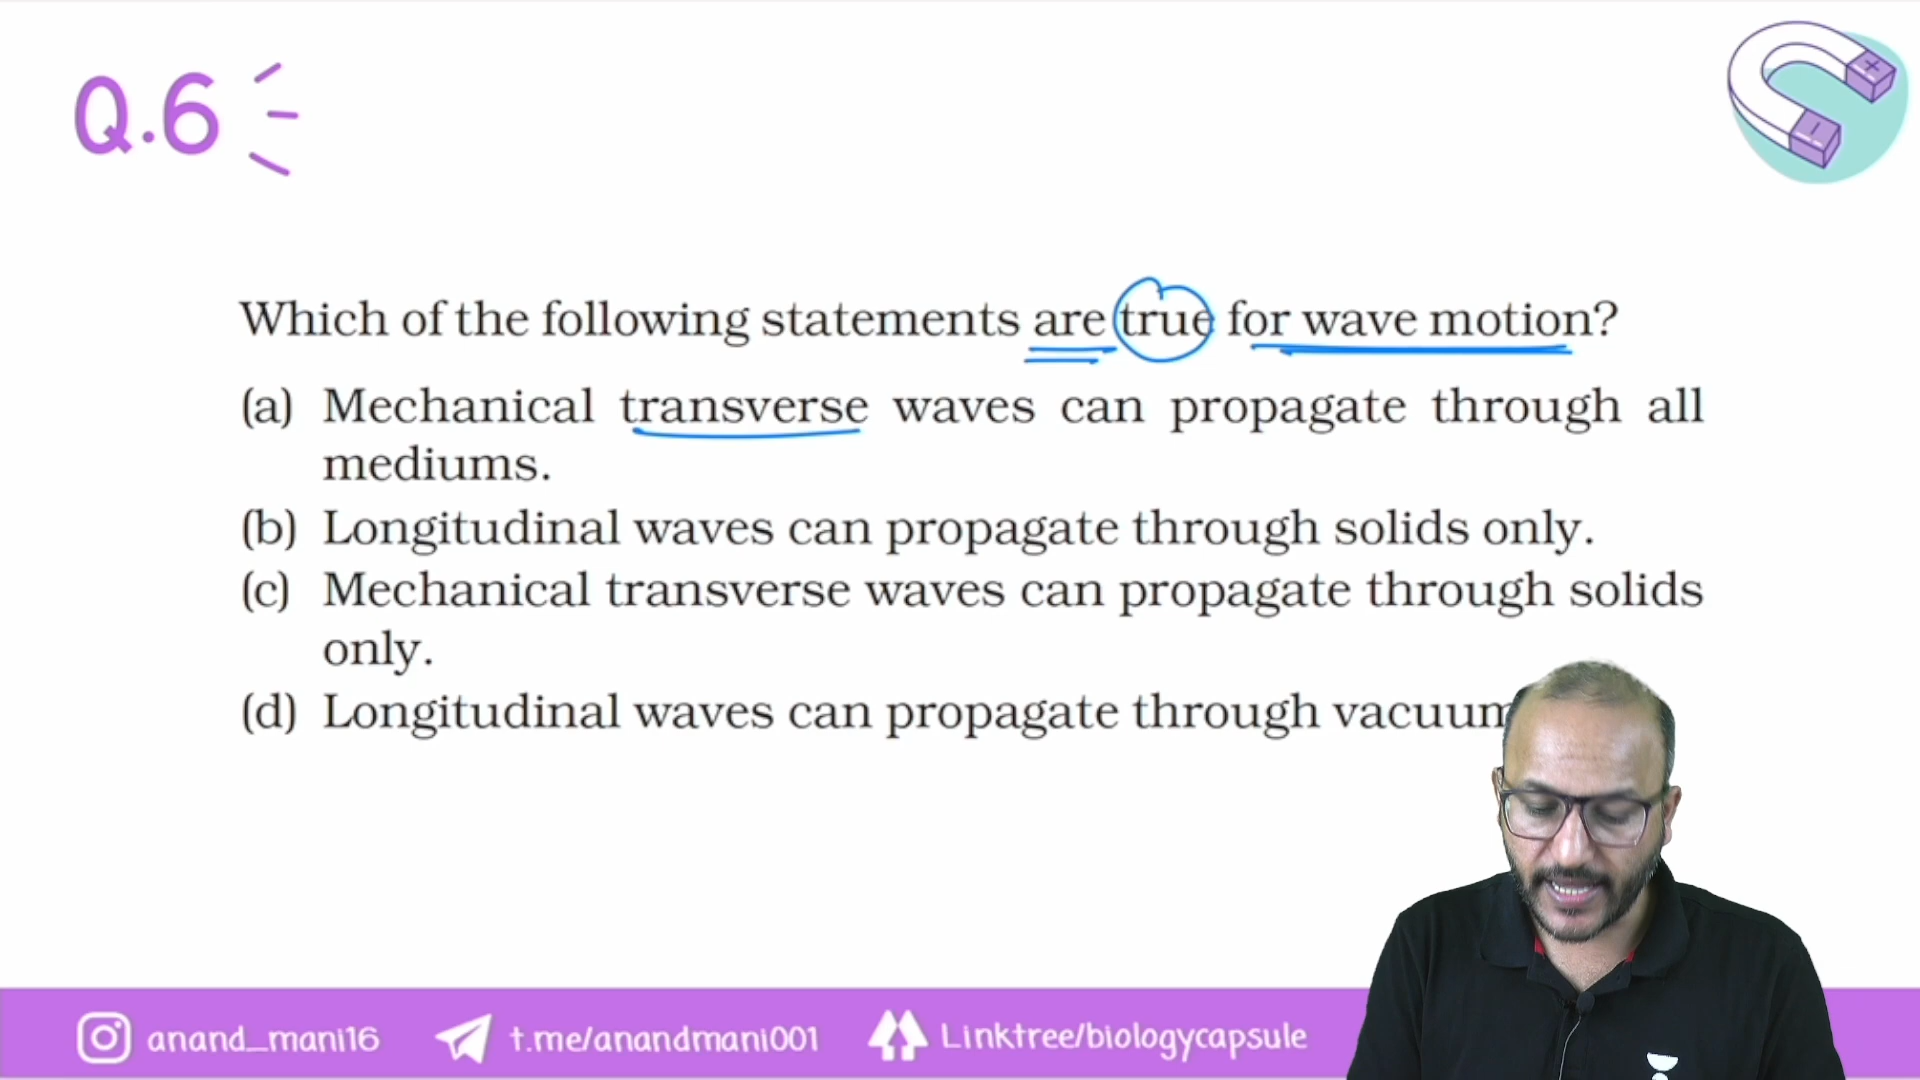 Q.6
Which of the following statements are true for wave motion?
(a) Mechanical transverse waves can propagate through all
mediums.
(b) Longitudinal waves can propagate through solids only.
(c) Mechanical transverse waves can propagate through solids
only.
(d) Longitudinal waves can propagate through
anand_mani16 t.me/anandmani001 Linktree/biologycapsule